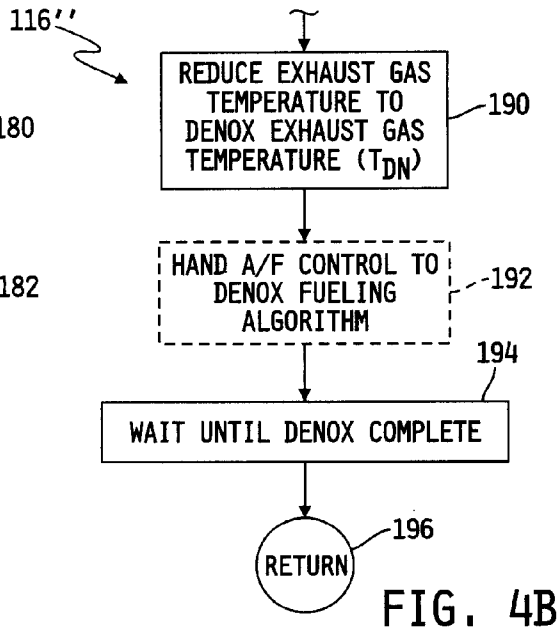 116''
REDUCE EXHAUST GAS
TEMPERATURE TO
DENOX EXHAUST GAS
TEMPERATURE (TDN)
190
180
HAND A/F CONTROL TO
DENOX FUELING
ALGORITHM
192
182
194
WAIT UNTIL DENOX COMPLETE
RETURN
196
FIG. 4B